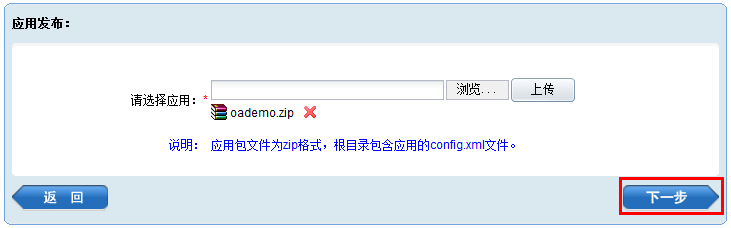 应用发布：
请选择应用：* 浏览... 上传
oademo.zip
说明： 应用包文件为zip格式，根目录包含应用的config.xml文件。
返 回 下一步